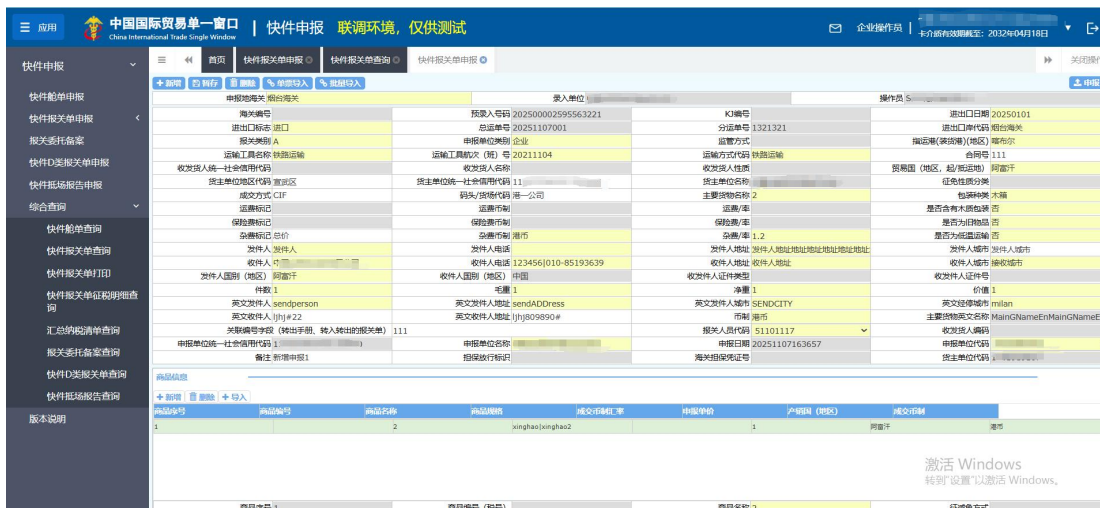 应用 中国国际贸易单一窗口 China International Trade Single Window 快件申报 联调环境，仅供测试 企业操作员 卡介质有效期截至：2032年04月18日
快件申报 首页 快件报关单申报 快件报关单查询 快件报关单申报 关闭操作
新增 暂存 删除 单票导入 批量导入 申报
申报地海关 烟台海关 录入单位 操作员 S
快件舱单申报
海关编号 预录入号码 202500002595563221 KJ编号 进出口日期 20250101
快件报关单申报
进出口标志 进口 总运单号 20251107001 分运单号 1321321 进出口岸代码 烟台海关
报关委托备案
报关类别 A 申报单位类别 企业 监管方式 指运港(装货港)(地区) 喀布尔
快件D类报关单申报
运输工具名称 铁路运输 运输工具航次（班）号 20211104 运输方式代码 铁路运输 合同号 111
收发货人统一社会信用代码 收发货人名称 收发货人性质 贸易国（地区，起/抵运地） 阿富汗
快件抵场报告申报
货主单位地区代码 宣武区 货主单位统一社会信用代码 11 货主单位名称 征免性质分类
综合查询
成交方式 CIF 码头/货场代码 港一公司 主要货物名称 2 包装种类 木箱
运费标记 运费币制 运费/率 是否含有木质包装 否
快件舱单查询
保险费标记 保险费币制 保险费/率 是否为旧物品 否
杂费标记 总价 杂费币制 港币 杂费/率 1.2 是否为低温运输 否
快件报关单查询
发件人 发件人 发件人电话 发件人地址 发件人地址地址地址地址地址地址 发件人城市 发件人城市
收件人 收件人电话 123456|010-85193639 收件人地址 收件人地址 收件人城市 接收城市
快件报关单打印
发件人国别（地区） 阿富汗 收件人国别（地区） 中国 收发件人证件类型 收发件人证件号
件数 1 毛重 1 净重 1 价值 1
快件报关单征税明细查询
英文发件人 sendperson 英文发件人地址 sendADDress 英文发件人城市 SENDCITY 英文经停城市 milan
英文收件人 ljhj#22 英文收件人地址 ljhj809890# 币制 港币 主要货物英文名称 MainGNameEnMainGNameE
汇总纳税清单查询
关联编号字段（转出手册、转入转出的报关单） 111 报关人员代码 51101117 收发货人编码
申报单位统一社会信用代码 1 申报单位名称 申报日期 20251107163657 申报单位代码
报关委托备案查询
备注 新增申报1 担保放行标识 海关担保凭证号 货主单位代码
快件D类报关单查询
商品信息
快件抵场报告查询
新增 删除 导入
版本说明
商品序号 商品编号 商品名称 商品规格 成交币制汇率 申报单价 产销国（地区） 成交币制
1 2 xinghao|xinghao2 1 阿富汗 港币
激活 Windows
转到"设置"以激活 Windows。
商品序号 1 商品编号（税号） 商品名称 2 征减免方式